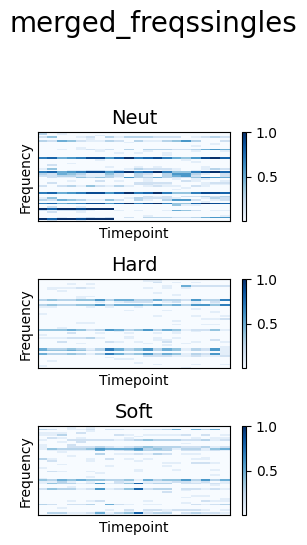 merged_freqssingles
Neut
Frequency
1.0
0.5
Timepoint
Hard
Frequency
1.0
0.5
Timepoint
Soft
Frequency
1.0
0.5
Timepoint